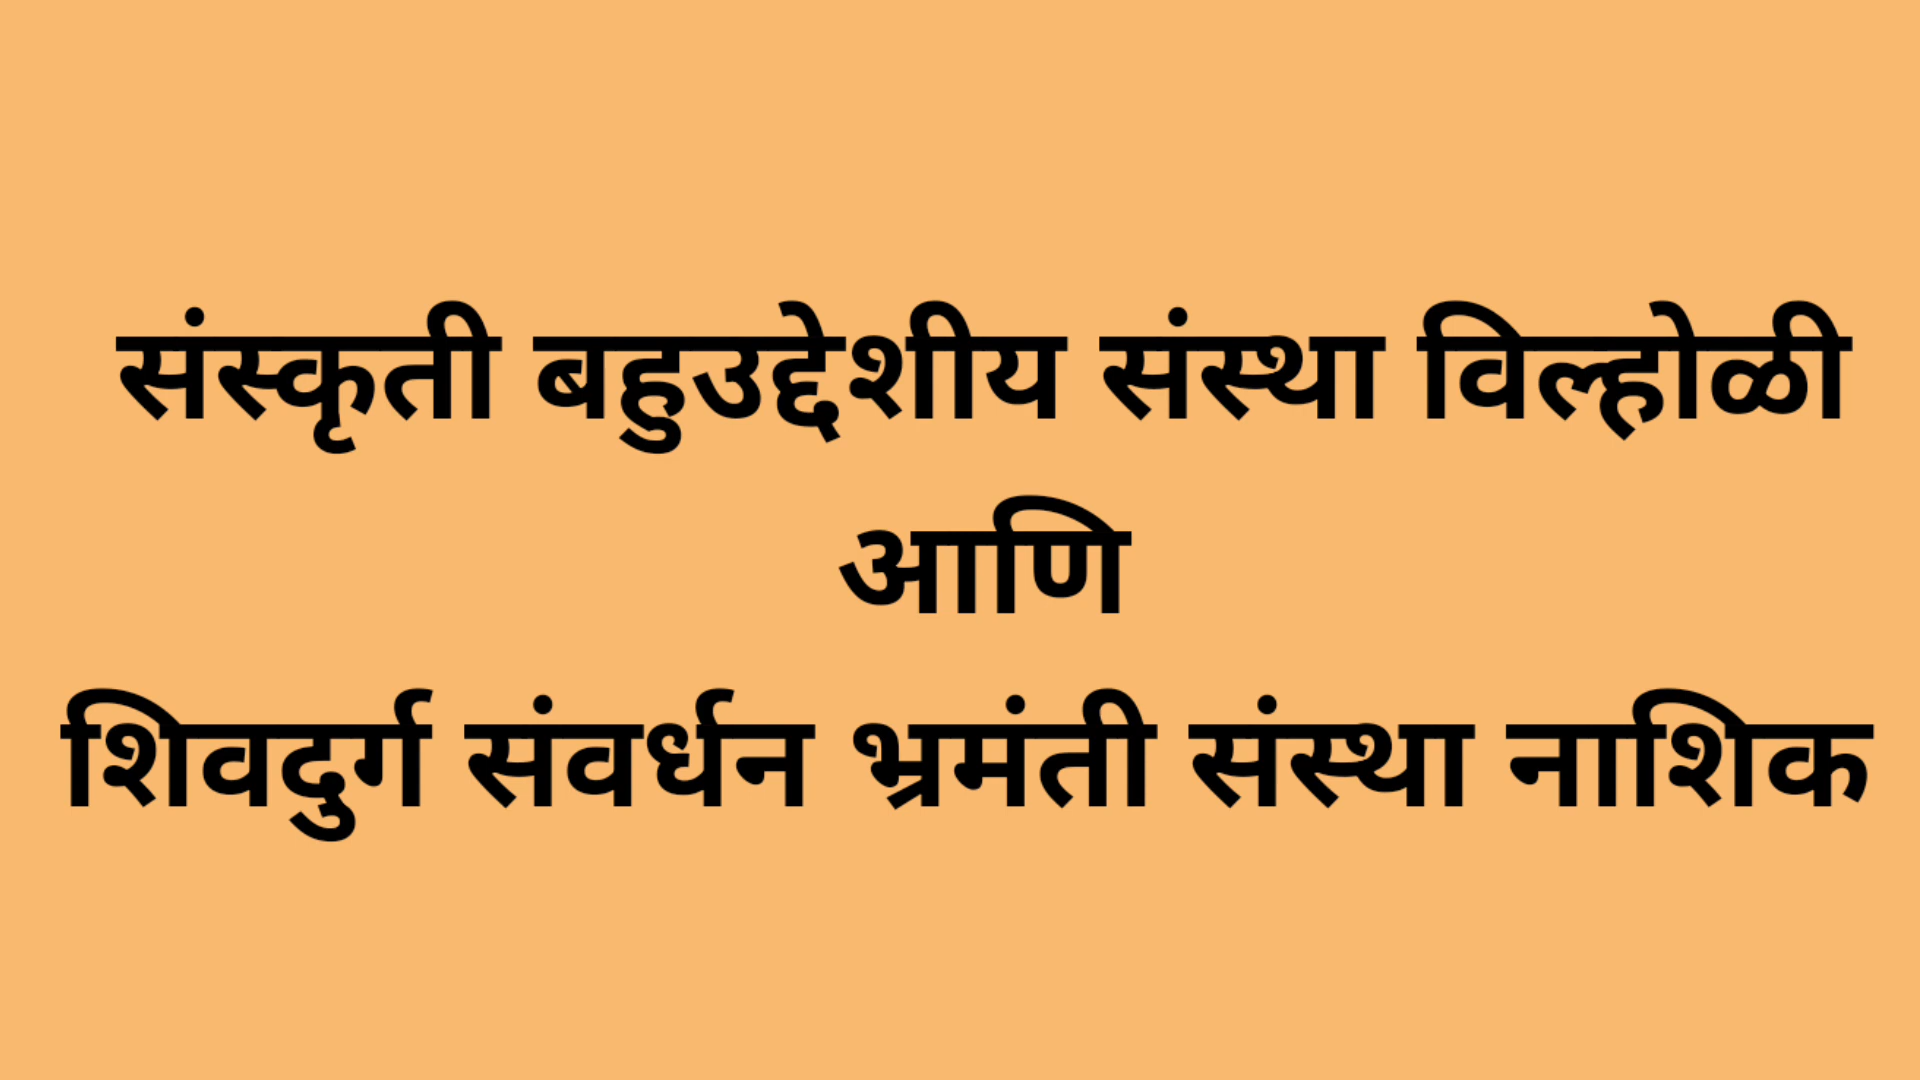 संस्कृती बहुउद्देशीय संस्था विल्होळी
आणि
शिवदुर्ग संवर्धन भ्रमंती संस्था नाशिक